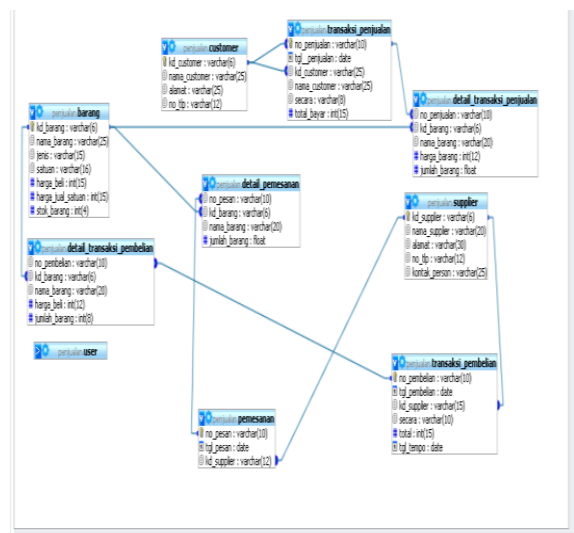 penjualan customer
kd_customer : varchar(6)
nama_customer : varchar(25)
alamat : varchar(25)
no_tlp : varchar(12)
penjualan transaksi_penjualan
no_penjualan : varchar(10)
tgl__penjualan : date
kd_customer : varchar(25)
nama_customer : varchar(25)
secara : varchar(8)
total_bayar : int(15)
penjualan detail_transaksi_penjualan
no_penjualan : varchar(10)
kd_barang : varchar(6)
nama_barang : varchar(20)
harga_barang : int(12)
jumlah_barang : float
penjualan barang
kd_barang : varchar(6)
nama_barang : varchar(25)
jenis : varchar(15)
satuan : varchar(16)
harga_beli : int(15)
harga_jual_satuan : int(15)
stok_barang : int(4)
penjualan detail_pemesanan
no_pesan : varchar(10)
kd_barang : varchar(6)
nama_barang : varchar(20)
jumlah_barang : float
penjualan supplier
kd_supplier : varchar(6)
nama_supplier : varchar(20)
alamat : varchar(30)
no_tlp : varchar(12)
kontak_person : varchar(25)
penjualan detail_transaksi_pembelian
no_pembelian : varchar(10)
kd_barang : varchar(6)
nama_barang : varchar(20)
harga_beli : int(12)
jumlah_barang : int(8)
penjualan user
penjualan transaksi_pembelian
no_pembelian : varchar(10)
tgl_pembelian : date
kd_supplier : varchar(15)
secara : varchar(10)
total : int(15)
tgl_tempo : date
penjualan pemesanan
no_pesan : varchar(10)
tgl_pesan : date
kd_supplier : varchar(12)